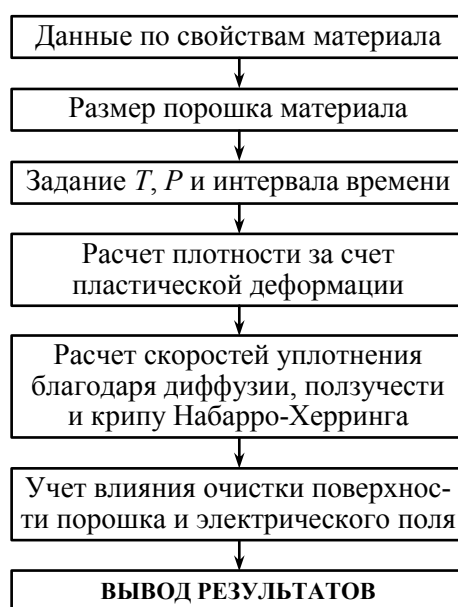 Данные по свойствам материала
Размер порошка материала
Задание T, P и интервала времени
Расчет плотности за счет
пластической деформации
Расчет скоростей уплотнения
благодаря диффузии, ползучести
и крипу Набарро-Херринга
Учет влияния очистки поверхнос-
ти порошка и электрического поля
ВЫВОД РЕЗУЛЬТАТОВ